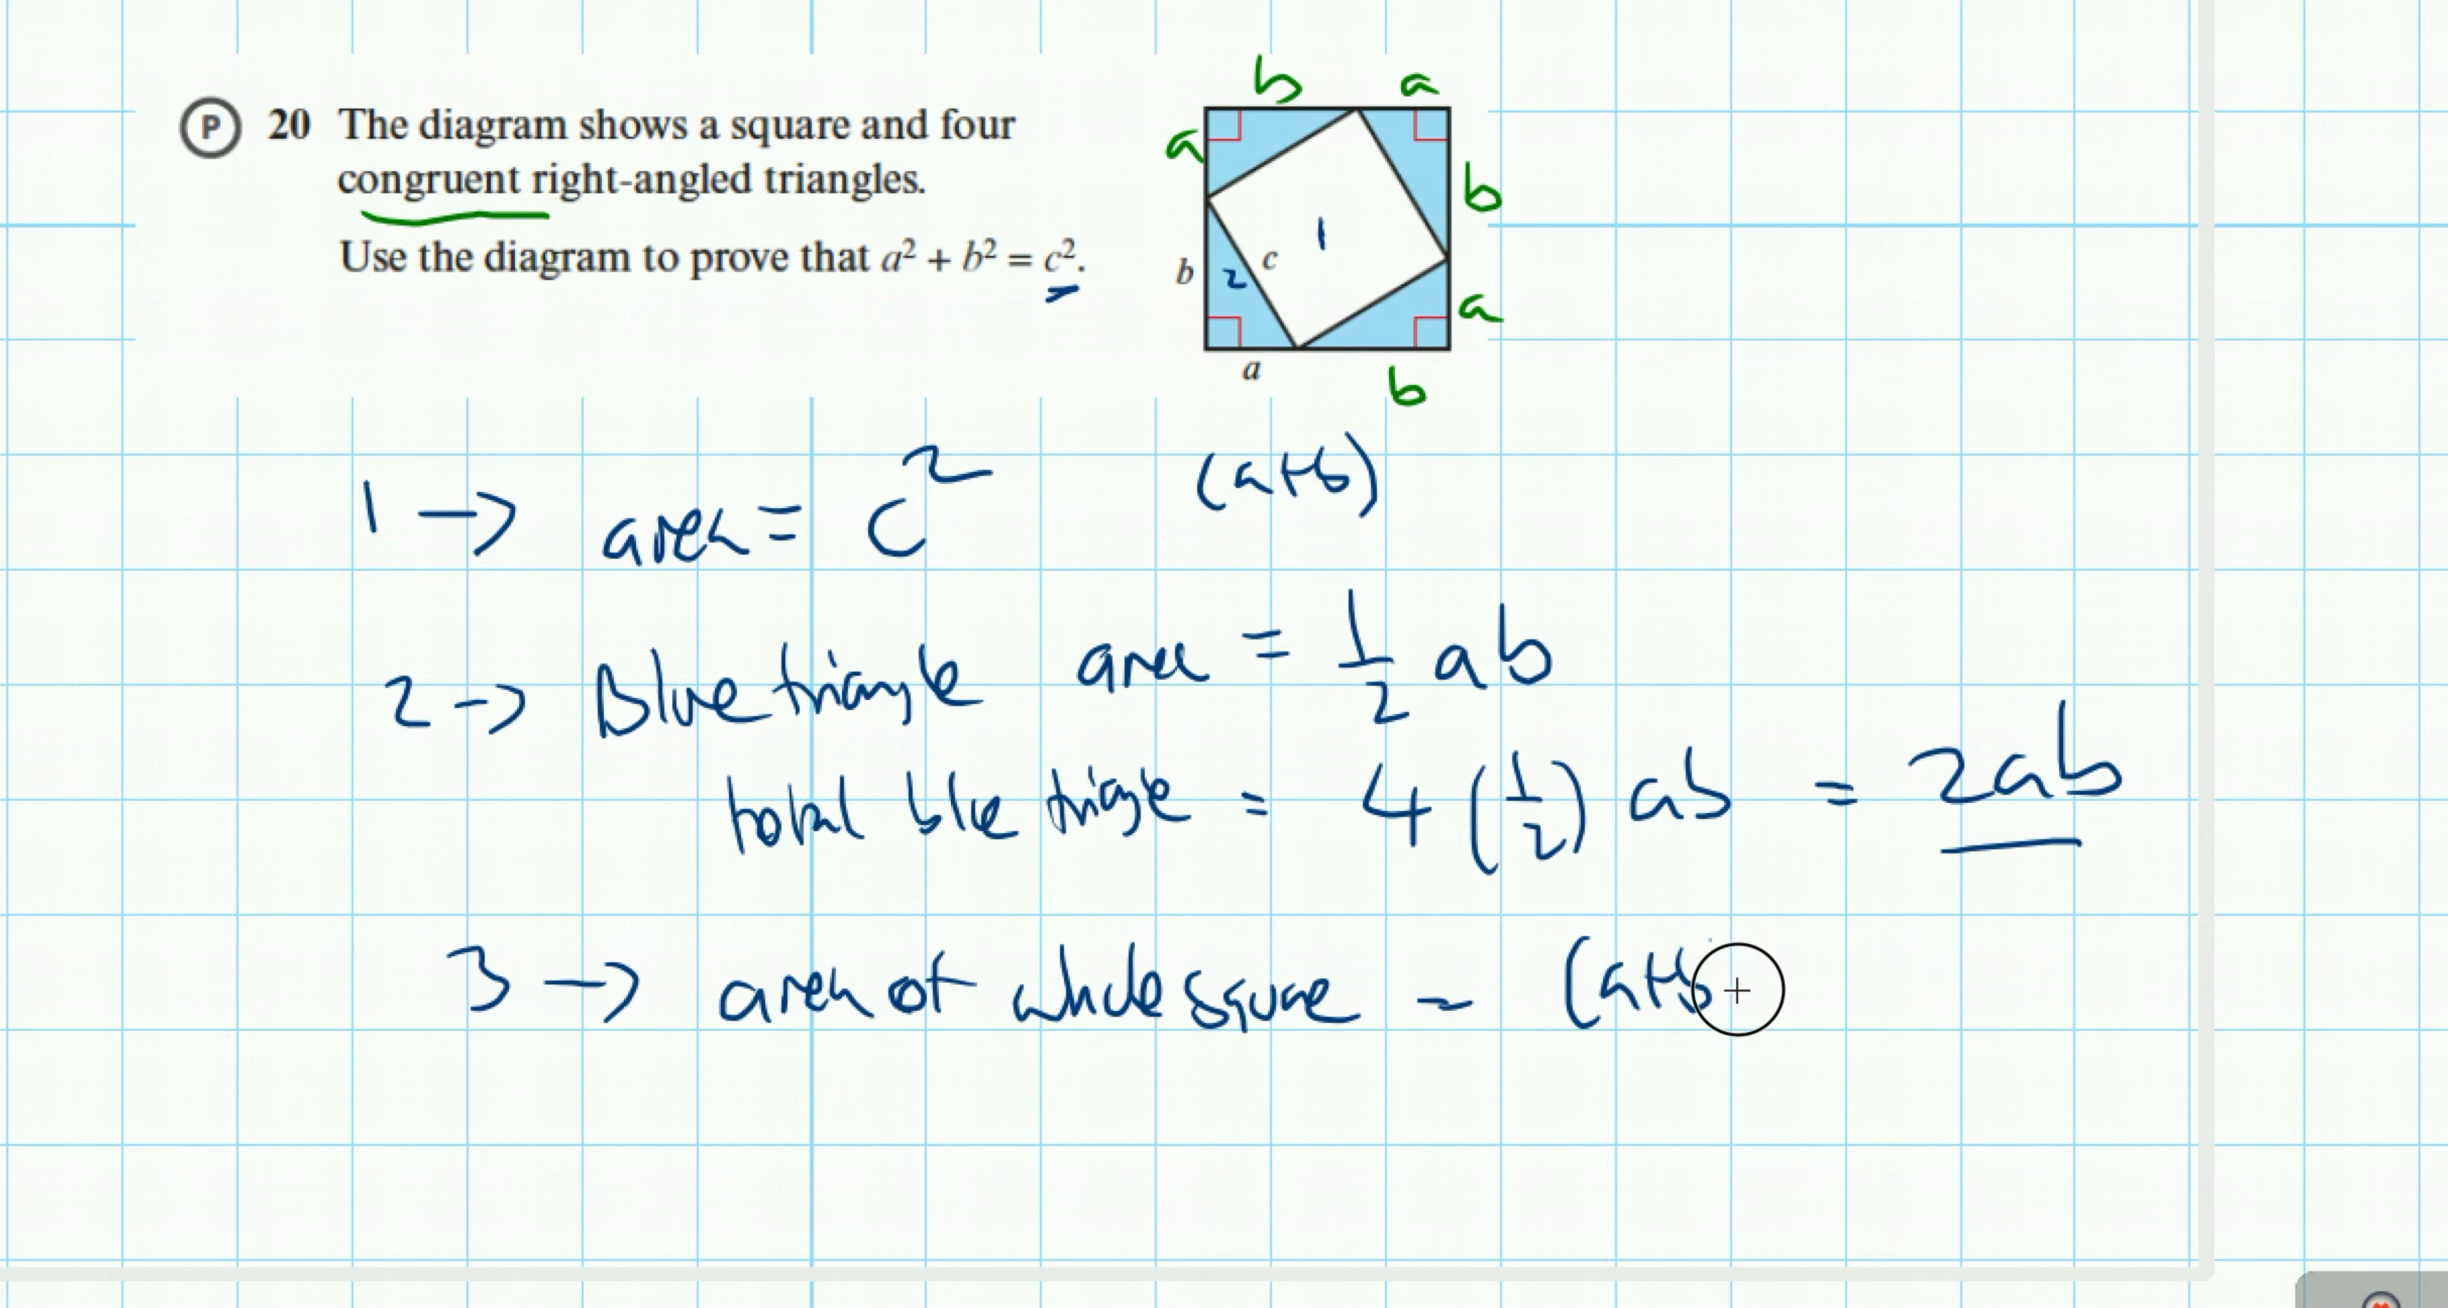 P 20 The diagram shows a square and four
congruent right-angled triangles.
Use the diagram to prove that a² + b² = c².
b a
a
b
1
b 2 c
a
a
b
1 → area = c² (a+b)
2 → Blue triangle area = 1/2 ab
total blue triangle = 4 (1/2) ab = 2ab
3 → area of whole square = (a+b